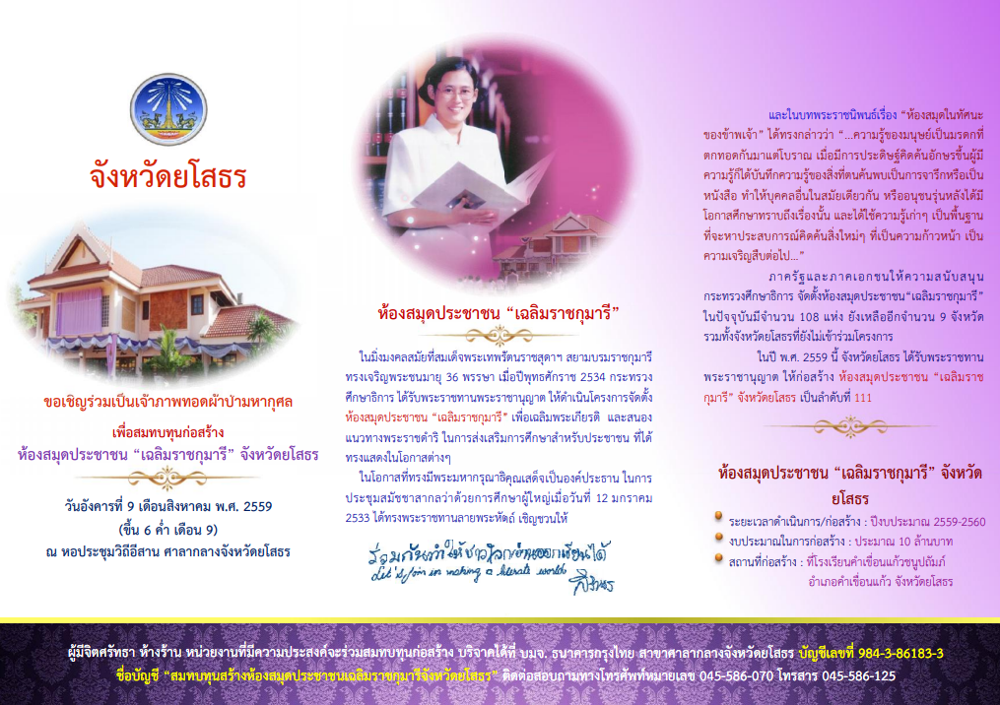 จังหวัดยโสธร
ขอเชิญร่วมเป็นเจ้าภาพทอดผ้าป่ามหากุศล
เพื่อสมทบทุนก่อสร้าง
ห้องสมุดประชาชน “เฉลิมราชกุมารี” จังหวัดยโสธร
วันอังคารที่ 9 เดือนสิงหาคม พ.ศ. 2559
(ขึ้น 6 ค่ำ เดือน 9)
ณ หอประชุมวิถีอีสาน ศาลากลางจังหวัดยโสธร
ห้องสมุดประชาชน “เฉลิมราชกุมารี”
ในมิ่งมงคลสมัยที่สมเด็จพระเทพรัตนราชสุดาฯ สยามบรมราชกุมารี
ทรงเจริญพระชนมายุ 36 พรรษา เมื่อปีพุทธศักราช 2534 กระทรวง
ศึกษาธิการ ได้รับพระราชทานพระราชานุญาต ให้ดำเนินโครงการจัดตั้ง
ห้องสมุดประชาชน “เฉลิมราชกุมารี” เพื่อเฉลิมพระเกียรติ และสนอง
แนวทางพระราชดำริ ในการส่งเสริมการศึกษาสำหรับประชาชน ที่ได้
ทรงแสดงในโอกาสต่างๆ
ในโอกาสที่ทรงมีพระมหากรุณาธิคุณเสด็จเป็นองค์ประธาน ในการ
ประชุมสมัชชาสากลว่าด้วยการศึกษาผู้ใหญ่เมื่อวันที่ 12 มกราคม
2533 ได้ทรงพระราชทานลายพระหัตถ์ เชิญชวนให้
ร่วมกันทำให้ชาวโลกอ่านออกเขียนได้
Let's join in making a literate world.
สิรินธร
และในบทพระราชนิพนธ์เรื่อง “ห้องสมุดในทัศนะ
ของข้าพเจ้า” ได้ทรงกล่าวว่า “...ความรู้ของมนุษย์เป็นมรดกที่
ตกทอดกันมาแต่โบราณ เมื่อมีการประดิษฐ์คิดค้นอักษรขึ้นผู้มี
ความรู้ก็ได้บันทึกความรู้ของสิ่งที่ตนค้นพบเป็นการจารึกหรือเป็น
หนังสือ ทำให้บุคคลอื่นในสมัยเดียวกัน หรืออนุชนรุ่นหลังได้มี
โอกาสศึกษาทราบถึงเรื่องนั้น และได้ใช้ความรู้เก่าๆ เป็นพื้นฐาน
ที่จะหาประสบการณ์คิดค้นสิ่งใหม่ๆ ที่เป็นความก้าวหน้า เป็น
ความเจริญสืบต่อไป...”
ภาครัฐและภาคเอกชนให้ความสนับสนุน
กระทรวงศึกษาธิการ จัดตั้งห้องสมุดประชาชน“เฉลิมราชกุมารี”
ในปัจจุบันมีจำนวน 108 แห่ง ยังเหลืออีกจำนวน 9 จังหวัด
รวมทั้งจังหวัดยโสธรที่ยังไม่เข้าร่วมโครงการ
ในปี พ.ศ. 2559 นี้ จังหวัดยโสธร ได้รับพระราชทาน
พระราชานุญาต ให้ก่อสร้าง ห้องสมุดประชาชน “เฉลิมราช
กุมารี” จังหวัดยโสธร เป็นลำดับที่ 111
ห้องสมุดประชาชน “เฉลิมราชกุมารี” จังหวัด
ยโสธร
ระยะเวลาดำเนินการ/ก่อสร้าง : ปีงบประมาณ 2559-2560
งบประมาณในการก่อสร้าง : ประมาณ 10 ล้านบาท
สถานที่ก่อสร้าง : ที่โรงเรียนคำเขื่อนแก้วชนูปถัมภ์
อำเภอคำเขื่อนแก้ว จังหวัดยโสธร
ผู้มีจิตศรัทธา ห้างร้าน หน่วยงานที่มีความประสงค์จะร่วมสมทบทุนก่อสร้าง บริจาคได้ที่ บมจ. ธนาคารกรุงไทย สาขาศาลากลางจังหวัดยโสธร บัญชีเลขที่ 984-3-86183-3
ชื่อบัญชี “สมทบทุนสร้างห้องสมุดประชาชนเฉลิมราชกุมารีจังหวัดยโสธร” ติดต่อสอบถามทางโทรศัพท์หมายเลข 045-586-070 โทรสาร 045-586-125